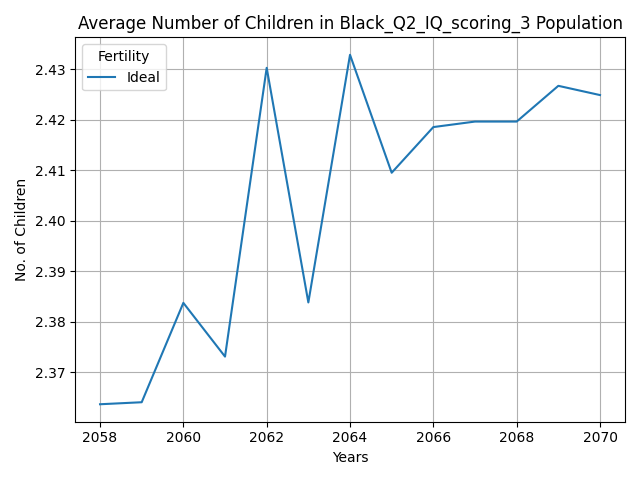 Average Number of Children in Black_Q2_IQ_scoring_3 Population
Fertility
Ideal
2.43
2.42
2.41
2.40
2.39
2.38
2.37
No. of Children
2058 2060 2062 2064 2066 2068 2070
Years